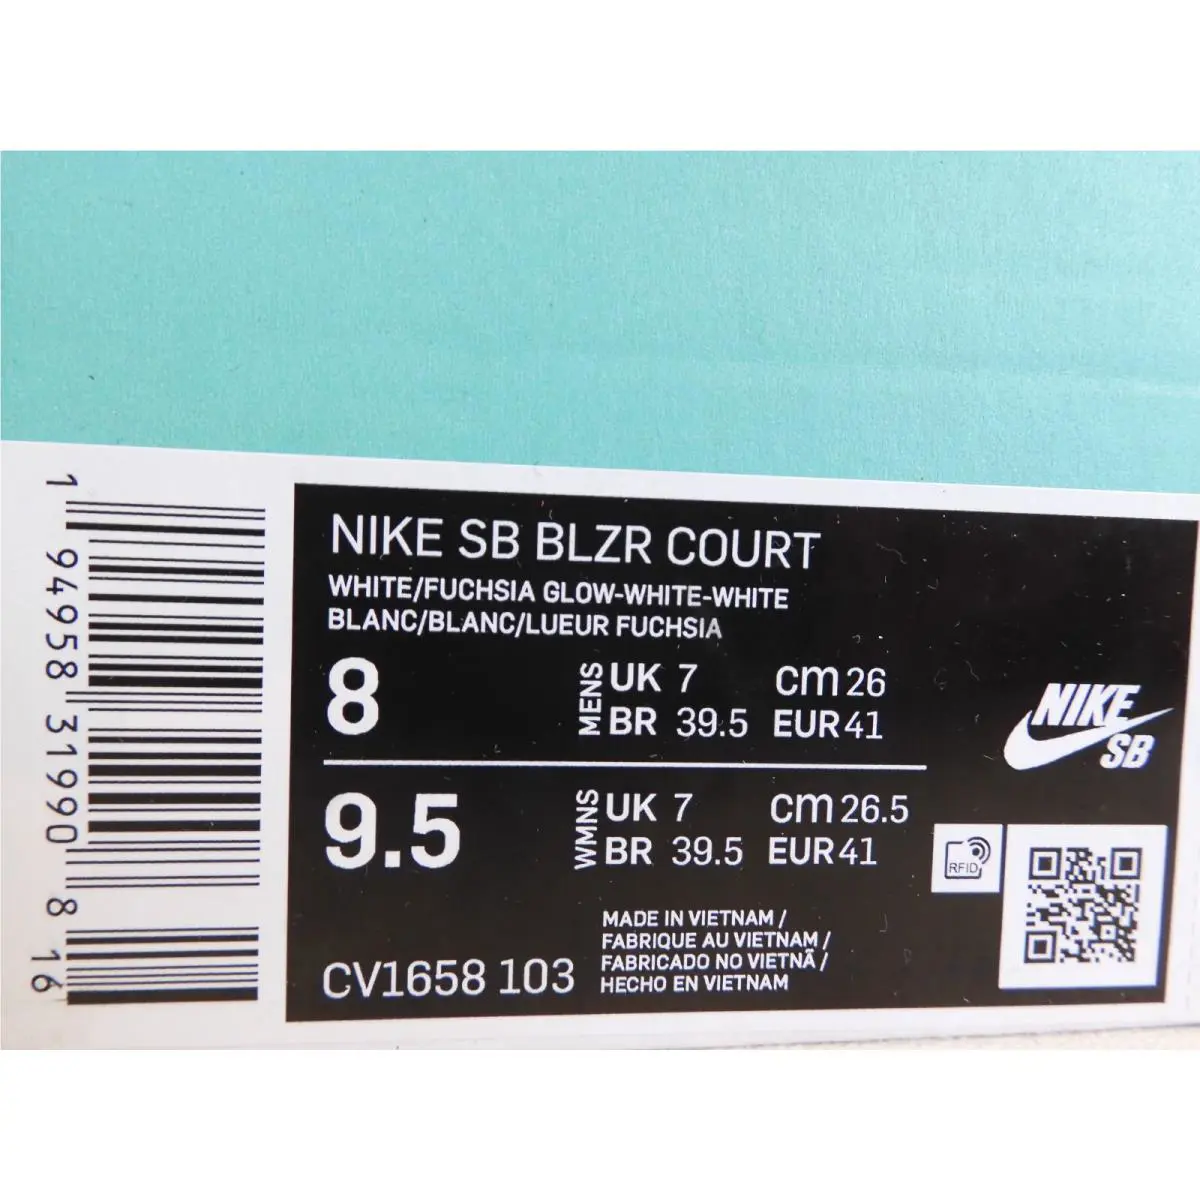 NIKE SB BLZR COURT
WHITE/FUCHSIA GLOW-WHITE-WHITE
BLANC/BLANC/LUEUR FUCHSIA
8
MENS
UK 7 cm 26
BR 39.5 EUR 41
9.5
WMNS
UK 7 cm 26.5
BR 39.5 EUR 41
NIKE
SB
RFID
MADE IN VIETNAM /
FABRIQUE AU VIETNAM /
FABRICADO NO VIETNÃ /
HECHO EN VIETNAM
CV1658 103
1 94958 31990 8 16